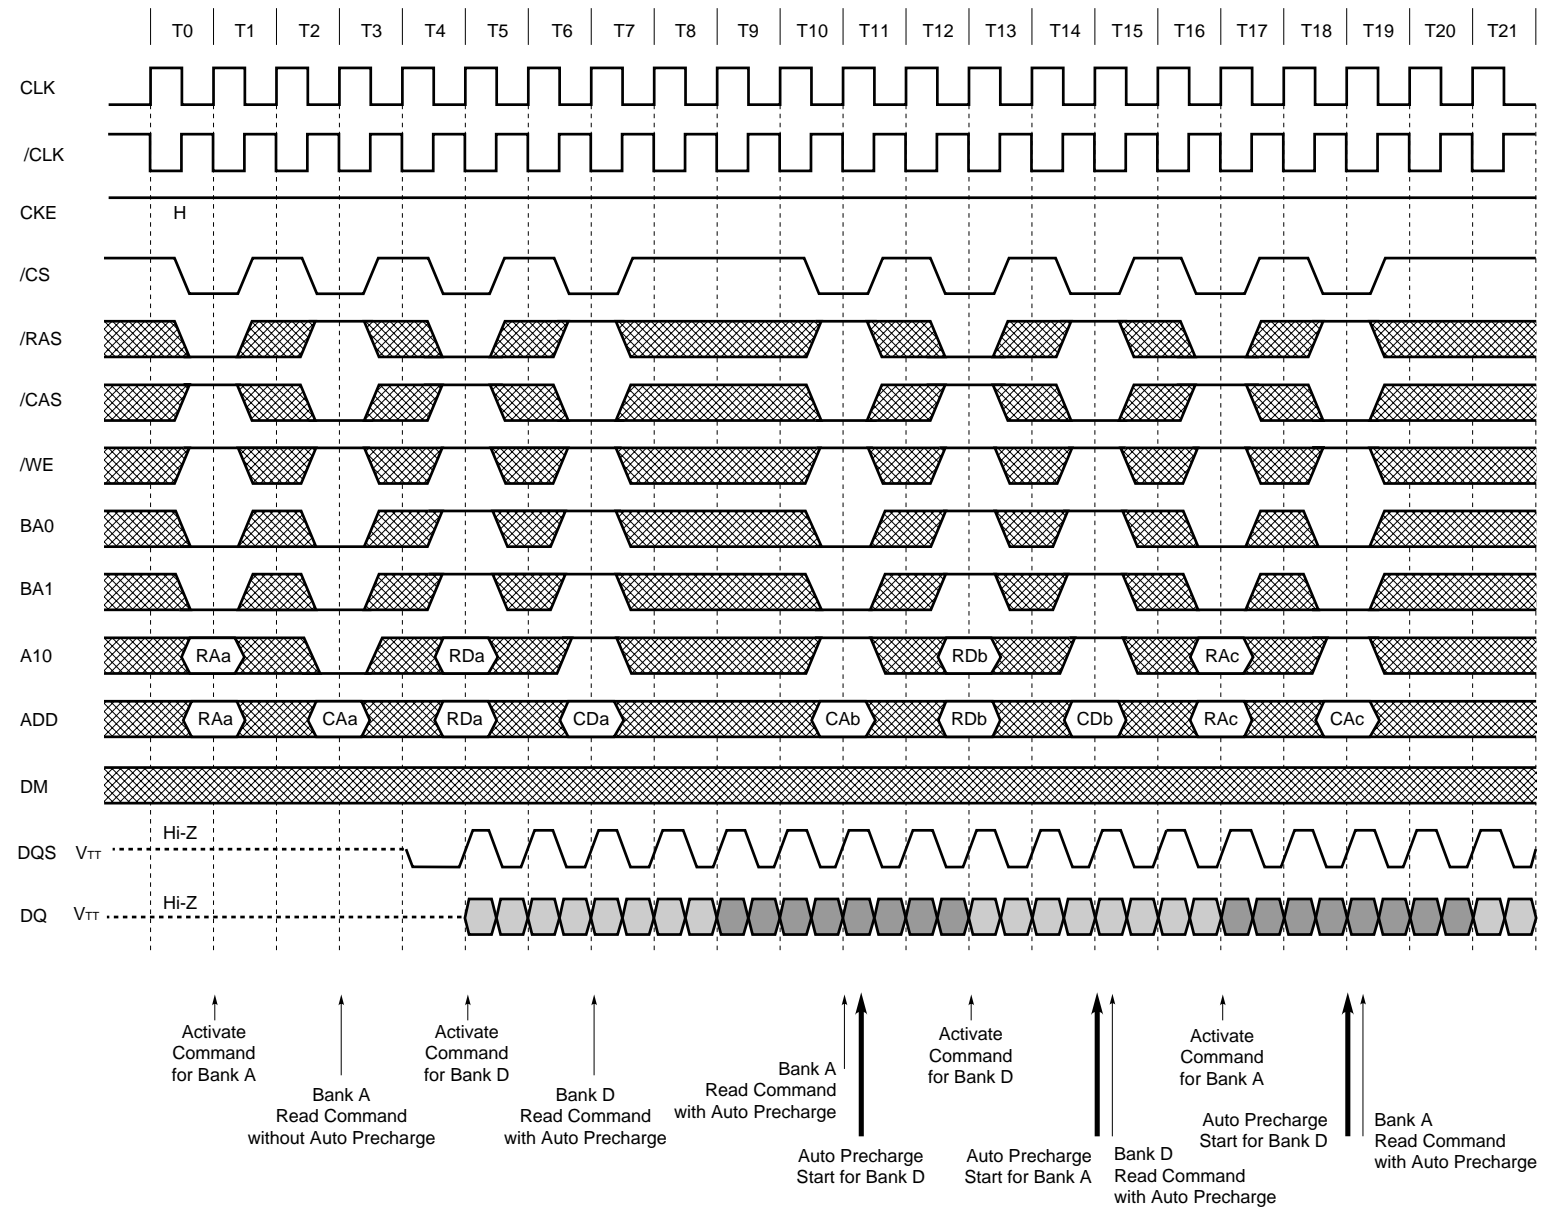 T0 T1 T2 T3 T4 T5 T6 T7 T8 T9 T10 T11 T12 T13 T14 T15 T16 T17 T18 T19 T20 T21
CLK
/CLK
CKE H
/CS
/RAS
/CAS
/WE
BA0
BA1
A10 RAa RDa RDb RAc
ADD RAa CAa RDa CDa CAb RDb CDb RAc CAc
DM
DQS VTT Hi-Z
DQ VTT Hi-Z
Activate
Command
for Bank A
Bank A
Read Command
without Auto Precharge
Activate
Command
for Bank D
Bank D
Read Command
with Auto Precharge
Bank A
Read Command
with Auto Precharge
Auto Precharge
Start for Bank D
Activate
Command
for Bank D
Auto Precharge
Start for Bank A
Bank D
Read Command
with Auto Precharge
Activate
Command
for Bank A
Auto Precharge
Start for Bank D
Bank A
Read Command
with Auto Precharge